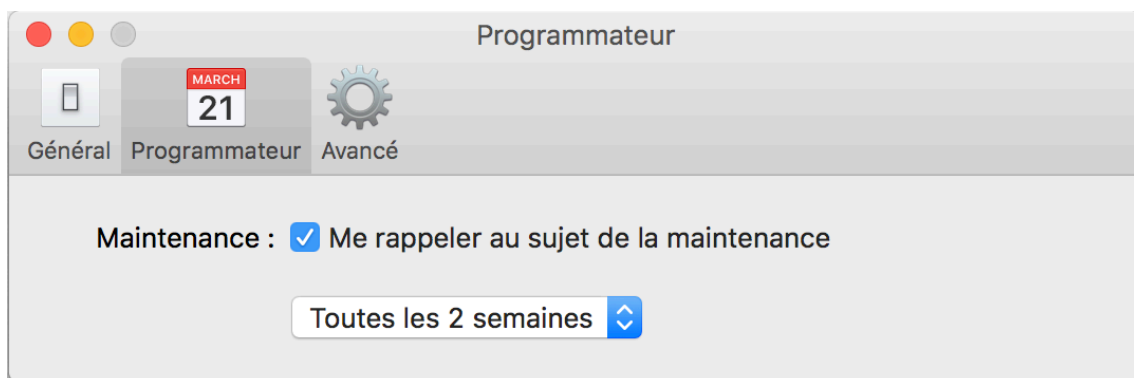 Programmateur
MARCH
21
Général Programmateur Avancé
Maintenance : Me rappeler au sujet de la maintenance
Toutes les 2 semaines